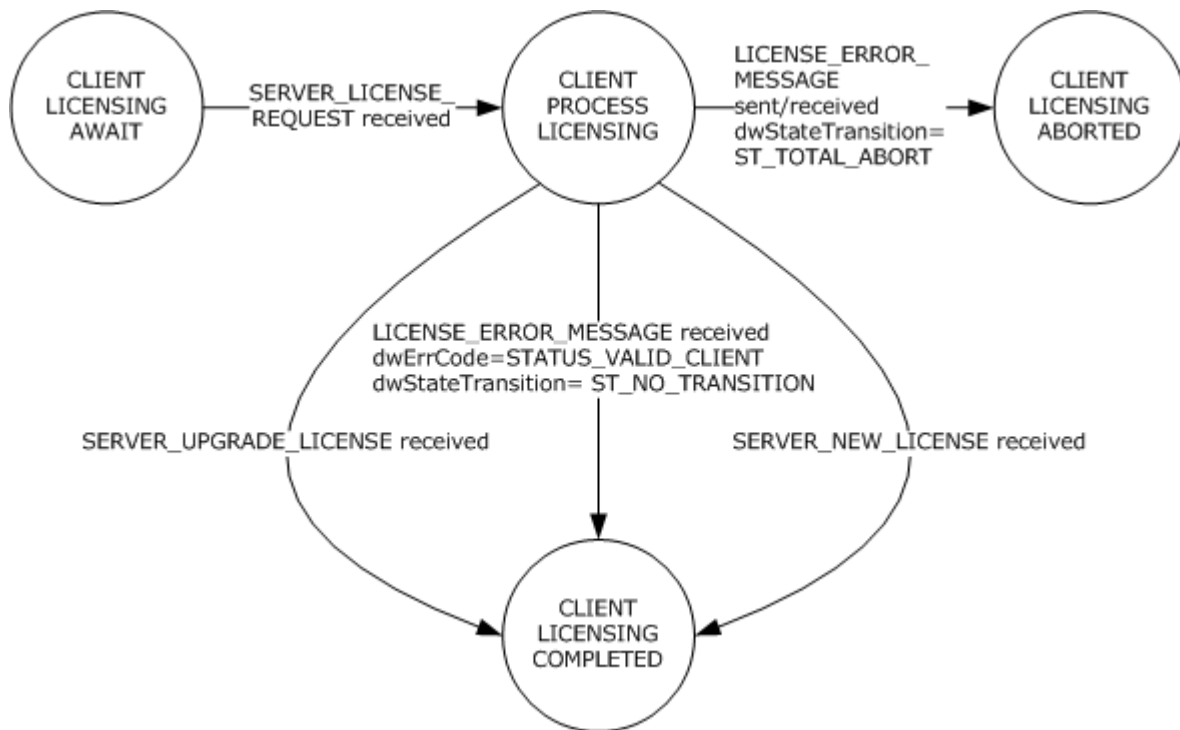 CLIENT
LICENSING
AWAIT
SERVER_LICENSE_
REQUEST received
CLIENT
PROCESS
LICENSING
LICENSE_ERROR_
MESSAGE
sent/received
dwStateTransition=
ST_TOTAL_ABORT
CLIENT
LICENSING
ABORTED
LICENSE_ERROR_MESSAGE received
dwErrCode=STATUS_VALID_CLIENT
dwStateTransition= ST_NO_TRANSITION
SERVER_UPGRADE_LICENSE received
SERVER_NEW_LICENSE received
CLIENT
LICENSING
COMPLETED